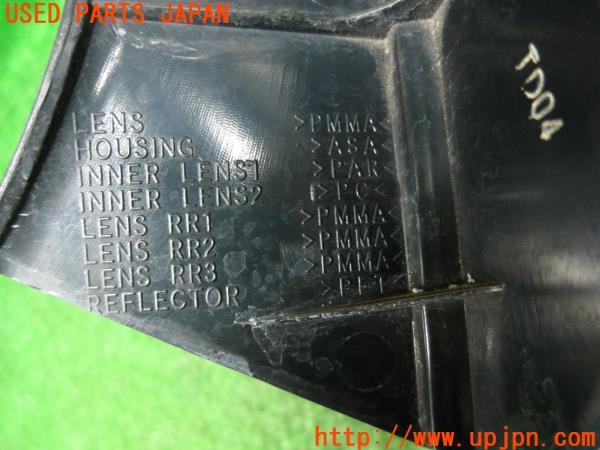 USED PARTS JAPAN
TDQ4
LENS >PMMA<
HOUSING >ASA<
INNER LENS1 >PAR<
INNER LENS2 >PC<
LENS RR1 >PMMA<
LENS RR2 >PMMA<
LENS RR3 >PMMA<
REFLECTOR
http://www.upjpn.com